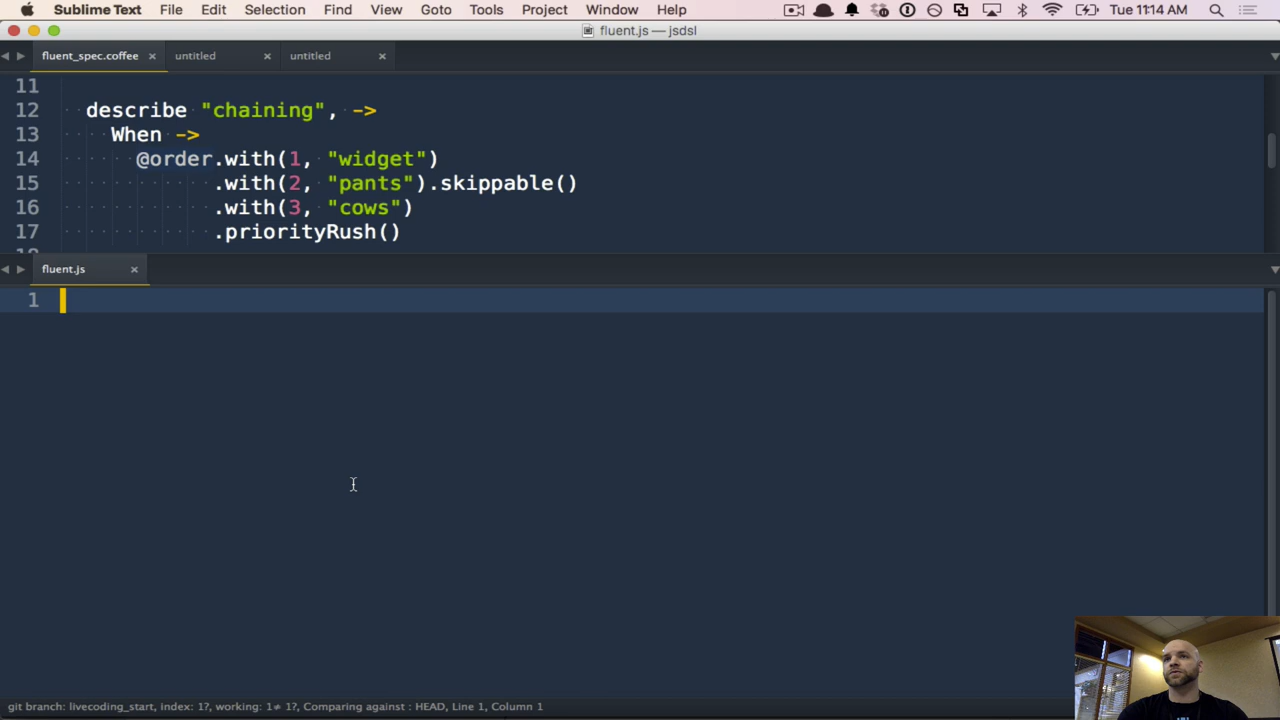 Sublime Text File Edit Selection Find View Goto Tools Project Window Help Tue 11:14 AM
fluent.js — jsdsl
fluent_spec.coffee × untitled × untitled ×
11
12 describe "chaining", ->
13 When ->
14 @order.with(1, "widget")
15 .with(2, "pants").skippable()
16 .with(3, "cows")
17 .priorityRush()
fluent.js ×
1
git branch: livecoding_start, index: 1?, working: 1≠ 1?, Comparing against : HEAD, Line 1, Column 1